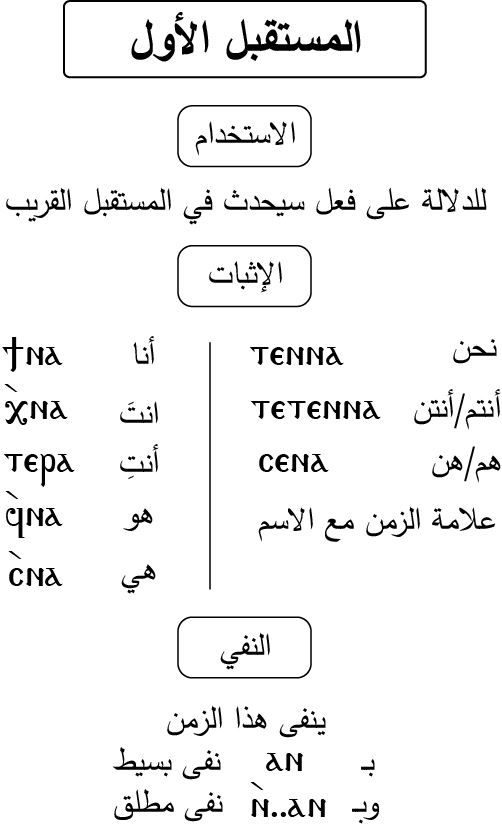 المستقبل الأول
الاستخدام
للدلالة على فعل سيحدث في المستقبل القريب
الإثبات
نحن ⲧⲉⲛⲛⲁ
أنتم/أنتن ⲧⲉⲧⲉⲛⲛⲁ
هم/هن ⲥⲉⲛⲁ
علامة الزمن مع الاسم
أنا ϯⲛⲁ
انتَ ⲭ̀ⲛⲁ
أنتِ ⲧⲉⲣⲁ
هو ϥ̀ⲛⲁ
هي ⲥ̀ⲛⲁ
النفي
ينفى هذا الزمن
بـ ⲁⲛ نفى بسيط
وبـ ⲛ̀..ⲁⲛ نفى مطلق